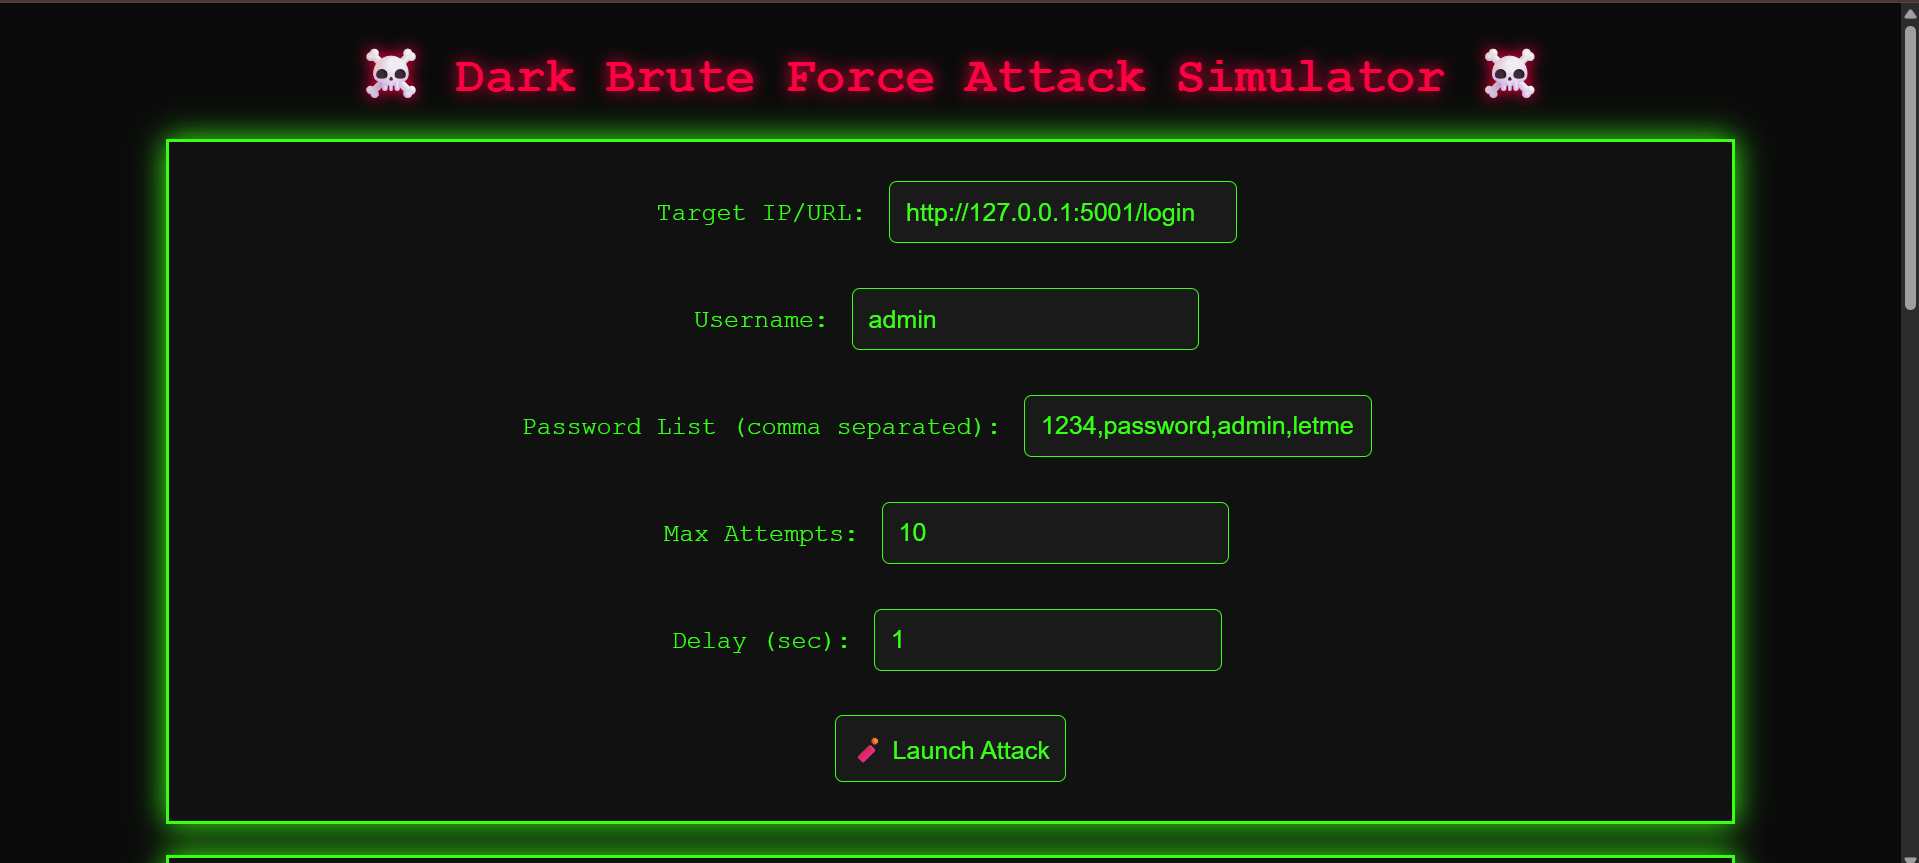 Dark Brute Force Attack Simulator
Target IP/URL: http://127.0.0.1:5001/login
Username: admin
Password List (comma separated): 1234,password,admin,letme
Max Attempts: 10
Delay (sec): 1
Launch Attack